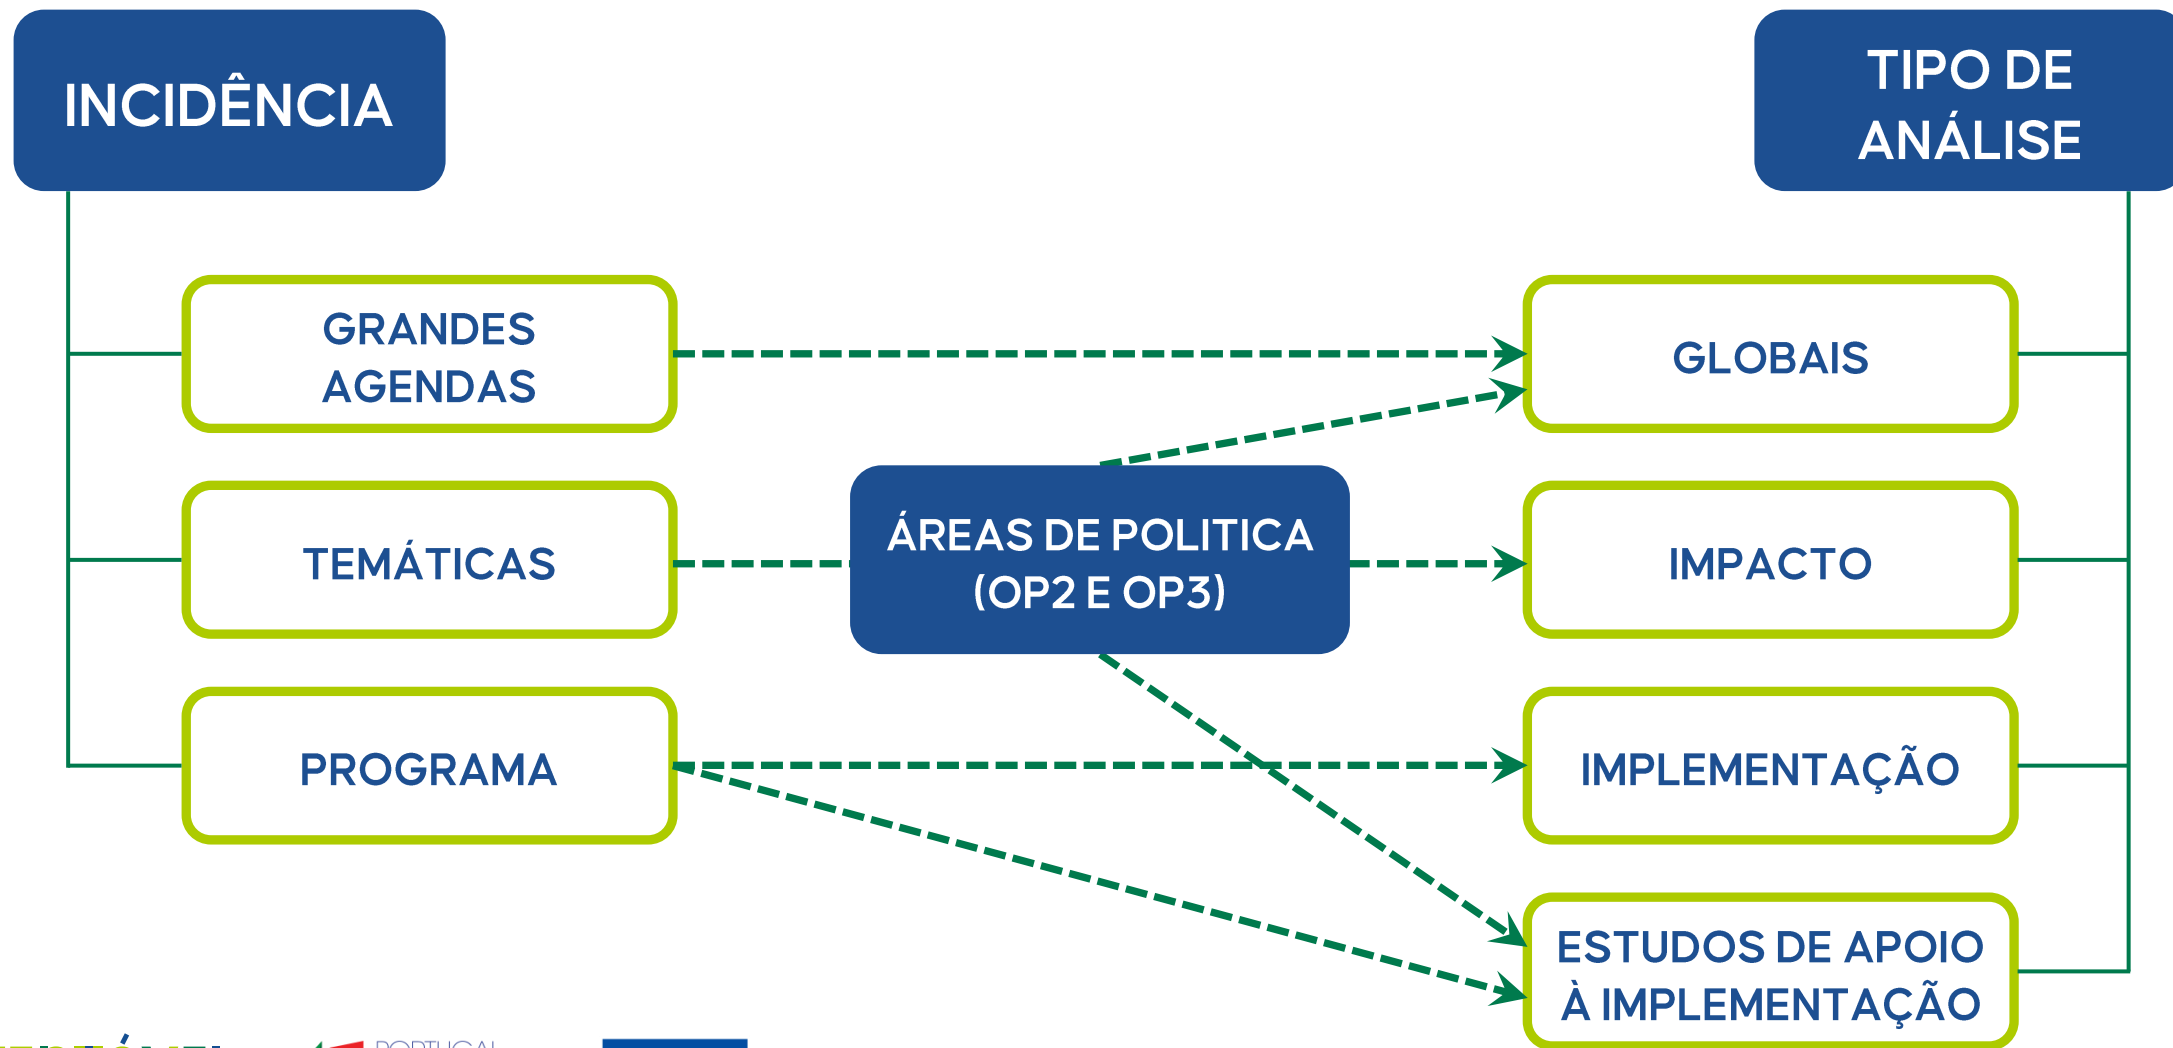 INCIDÊNCIA
TIPO DE
ANÁLISE
GRANDES
AGENDAS
GLOBAIS
TEMÁTICAS
ÁREAS DE POLITICA
(OP2 E OP3)
IMPACTO
PROGRAMA
IMPLEMENTAÇÃO
ESTUDOS DE APOIO
À IMPLEMENTAÇÃO
PORTUGAL